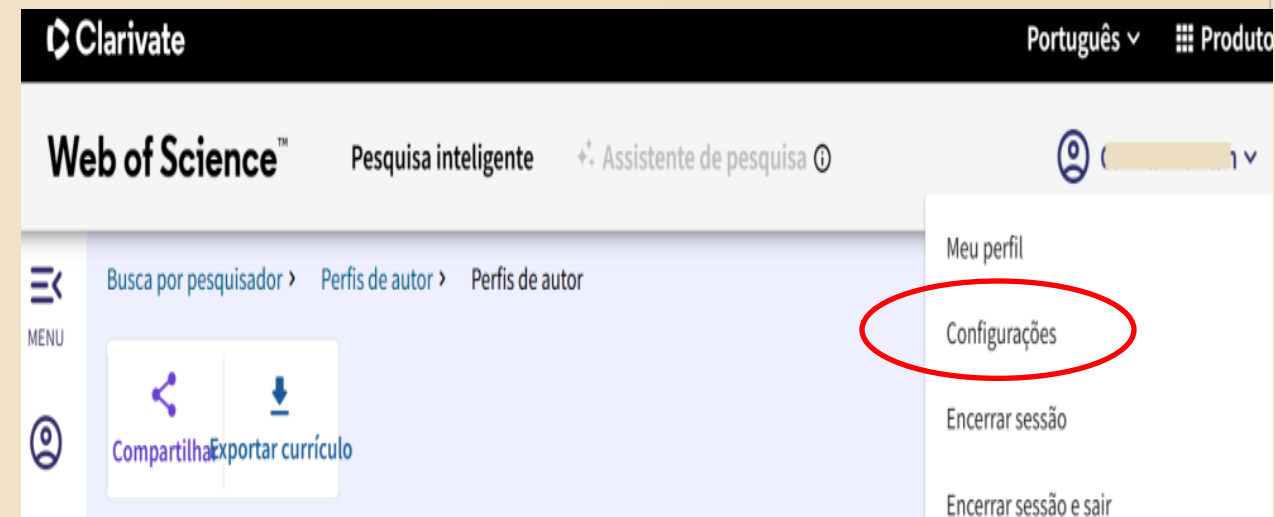 Clarivate
Português
Produto
Web of Science™
Pesquisa inteligente
Assistente de pesquisa
Meu perfil
Busca por pesquisador > Perfis de autor > Perfis de autor
MENU
Configurações
Compartilhar
Exportar currículo
Encerrar sessão
Encerrar sessão e sair